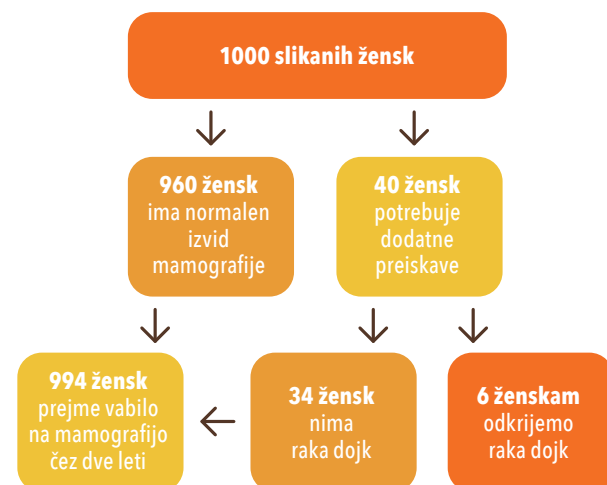 1000 slikanih žensk
960 žensk
ima normalen
izvid
mamografije
40 žensk
potrebuje
dodatne
preiskave
994 žensk
prejme vabilo
na mamografijo
čez dve leti
34 žensk
nima
raka dojk
6 ženskam
odkrijemo
raka dojk